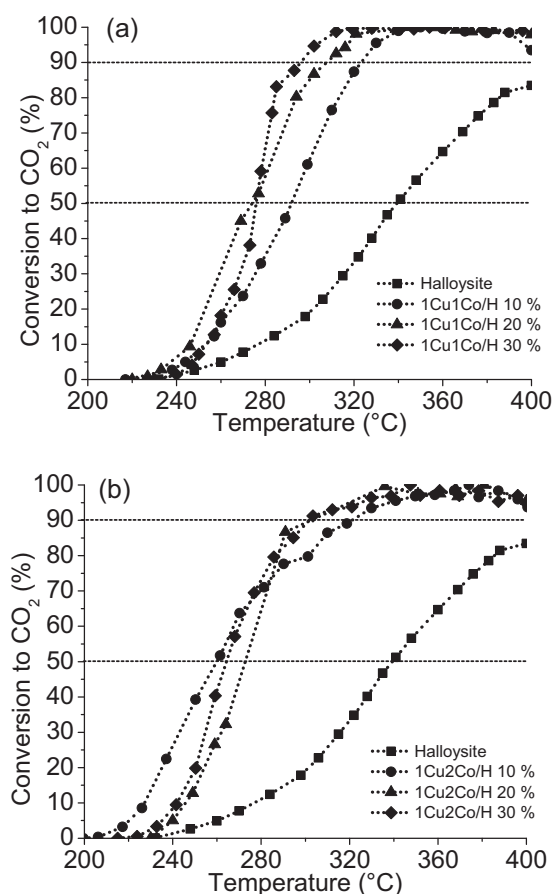 (a)
Conversion to CO2 (%)
100
90
80
70
60
50
40
30
20
10
0
200 240 280 320 360 400
Temperature (°C)
Halloysite
1Cu1Co/H 10 %
1Cu1Co/H 20 %
1Cu1Co/H 30 %
(b)
Conversion to CO2 (%)
100
90
80
70
60
50
40
30
20
10
0
200 240 280 320 360 400
Temperature (°C)
Halloysite
1Cu2Co/H 10 %
1Cu2Co/H 20 %
1Cu2Co/H 30 %